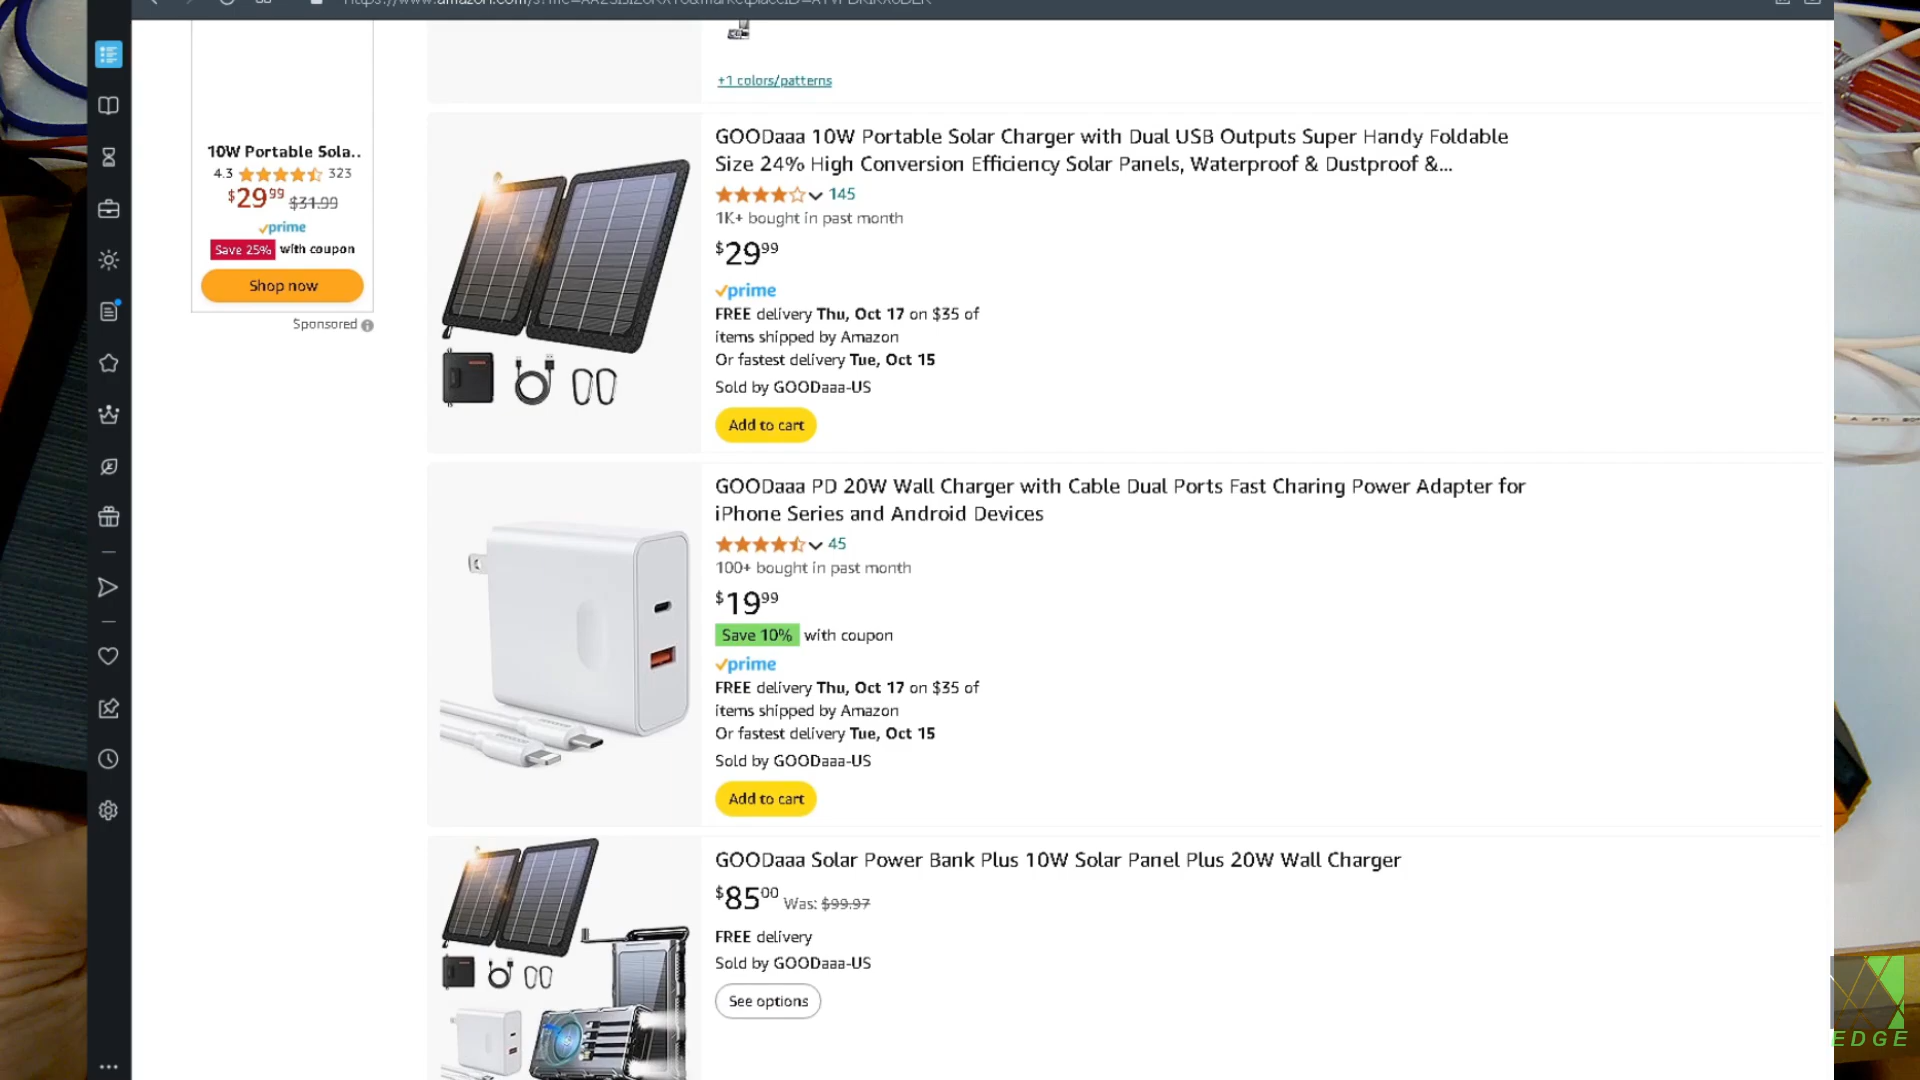 +1 colors/patterns
10W Portable Sola..
4.3 323
$29.99 $31.99
prime
Save 25% with coupon
Shop now
Sponsored
GOODaaa 10W Portable Solar Charger with Dual USB Outputs Super Handy Foldable
Size 24% High Conversion Efficiency Solar Panels, Waterproof & Dustproof &...
145
1K+ bought in past month
$29.99
prime
FREE delivery Thu, Oct 17 on $35 of
items shipped by Amazon
Or fastest delivery Tue, Oct 15
Sold by GOODaaa-US
Add to cart
GOODaaa PD 20W Wall Charger with Cable Dual Ports Fast Charing Power Adapter for
iPhone Series and Android Devices
45
100+ bought in past month
$19.99
Save 10% with coupon
prime
FREE delivery Thu, Oct 17 on $35 of
items shipped by Amazon
Or fastest delivery Tue, Oct 15
Sold by GOODaaa-US
Add to cart
GOODaaa Solar Power Bank Plus 10W Solar Panel Plus 20W Wall Charger
$85.00 Was: $99.97
FREE delivery
Sold by GOODaaa-US
See options
EDGE